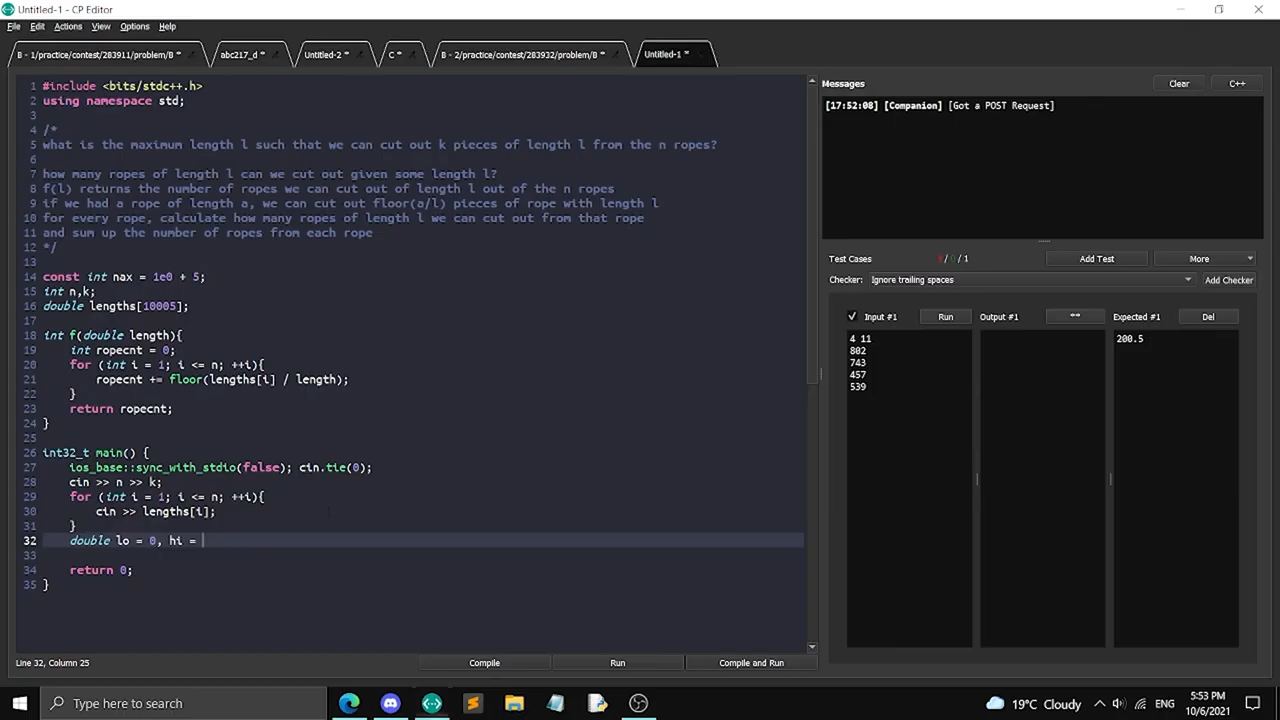 Untitled-1 - CP Editor
File Edit Actions View Options Help
B - 1/practice/contest/283911/problem/B * abc217_d * Untitled-2 * C * B - 2/practice/contest/283932/problem/B * Untitled-1 *
1 #include <bits/stdc++.h>
2 using namespace std;
3
4 /*
5 what is the maximum length l such that we can cut out k pieces of length l from the n ropes?
6
7 how many ropes of length l can we cut out given some length l?
8 f(l) returns the number of ropes we can cut out of length l out of the n ropes
9 if we had a rope of length a, we can cut out floor(a/l) pieces of rope with length l
10 for every rope, calculate how many ropes of length l we can cut out from that rope
11 and sum up the number of ropes from each rope
12 */
13
14 const int nax = 1e0 + 5;
15 int n,k;
16 double lengths[10005];
17
18 int f(double length){
19 int ropecnt = 0;
20 for (int i = 1; i <= n; ++i){
21 ropecnt += floor(lengths[i] / length);
22 }
23 return ropecnt;
24 }
25
26 int32_t main() {
27 ios_base::sync_with_stdio(false); cin.tie(0);
28 cin >> n >> k;
29 for (int i = 1; i <= n; ++i){
30 cin >> lengths[i];
31 }
32 double lo = 0, hi =
33
34 return 0;
35 }
Line 32, Column 25
Compile Run Compile and Run
Messages Clear C++
[17:52:08] [Companion] [Got a POST Request]
Test Cases / / 1 Add Test More
Checker: Ignore trailing spaces Add Checker
Input #1 Run Output #1 ** Expected #1 Del
4 11
802
743
457
539
200.5
Type here to search
19°C Cloudy ENG
5:53 PM
10/6/2021